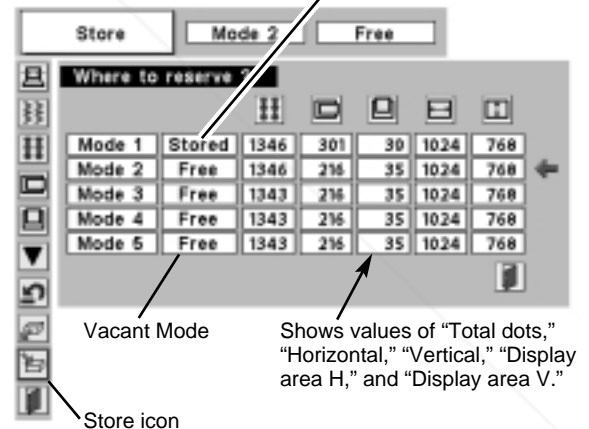 Store Mode 2 Free
Where to reserve ?
Mode 1 Stored 1346 301 30 1024 768
Mode 2 Free 1346 216 35 1024 768
Mode 3 Free 1343 216 35 1024 768
Mode 4 Free 1343 216 35 1024 768
Mode 5 Free 1343 216 35 1024 768
Vacant Mode
Shows values of “Total dots,”
“Horizontal,” “Vertical,” “Display
area H,” and “Display area V.”
Store icon